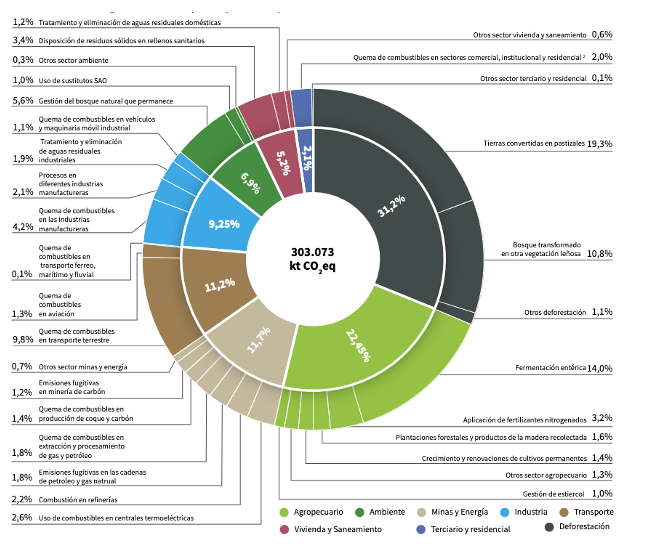 1,2% Tratamiento y eliminación de aguas residuales domésticas
3,4% Disposición de residuos sólidos en rellenos sanitarios
0,3% Otros sector ambiente
1,0% Uso de sustitutos SAO
5,6% Gestión del bosque natural que permanece
1,1% Quema de combustibles en vehículos
y maquinaria móvil industrial
1,9% Tratamiento y eliminación
de aguas residuales
industriales
2,1% Procesos en
diferentes industrias
manufactureras
4,2% Quema de combustibles
en las industrias
manufactureras
0,1% Quema de
combustibles en
transporte ferreo,
marítimo y fluvial
1,3% Quema de
combustibles
en aviación
9,8% Quema de combustibles
en transporte terrestre
0,7% Otros sector minas y energía
1,2% Emisiones fugitivas
en minería de carbón
1,4% Quema de combustibles en
producción de coque y carbón
1,8% Quema de combustibles en
extracción y procesamiento
de gas y petróleo
1,8% Emisiones fugitivas en las cadenas
de petroleo y gas natrual
2,2% Combustión en refinerías
2,6% Uso de combustibles en centrales termoeléctricas
Otros sector vivienda y saneamiento 0,6%
Quema de combustibles en sectores comercial, institucional y residencial ² 2,0%
Otros sector terciario y residencial 0,1%
Tierras convertidas en pastizales 19,3%
Bosque transformado
en otra vegetación leñosa 10,8%
Otros deforestación 1,1%
Fermentación entérica 14,0%
Aplicación de fertilizantes nitrogenados 3,2%
Plantaciones forestales y productos de la madera recolectada 1,6%
Crecimiento y renovaciones de cultivos permanentes 1,4%
Otros sector agropecuario 1,3%
Gestión de estiercol 1,0%
31,2%
22,45%
11,7%
11,2%
9,25%
6,9%
5,2%
2,1%
303.073
kt CO2eq
Agropecuario Ambiente Minas y Energía Industria Transporte
Vivienda y Saneamiento Terciario y residencial Deforestación